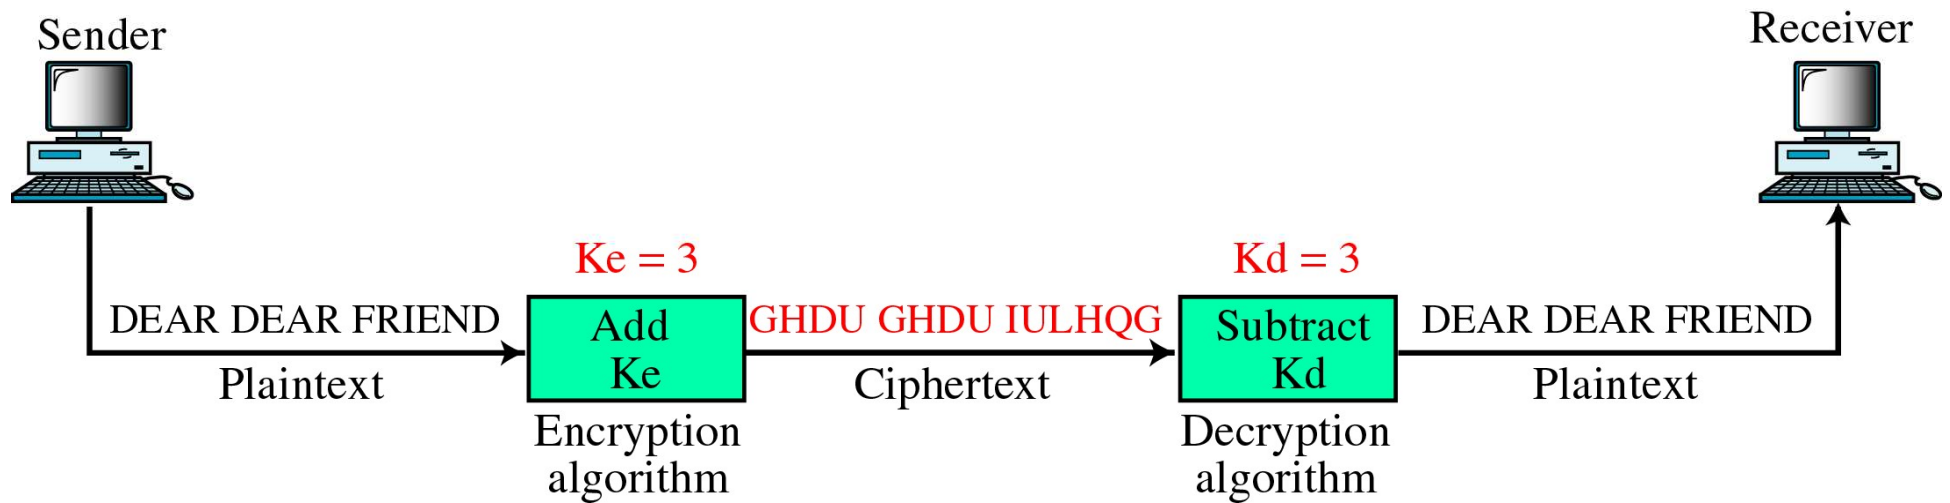 Sender
Receiver
Ke = 3
Kd = 3
DEAR DEAR FRIEND
Add
Ke
GHDU GHDU IULHQG
Subtract
Kd
DEAR DEAR FRIEND
Plaintext
Ciphertext
Plaintext
Encryption
algorithm
Decryption
algorithm